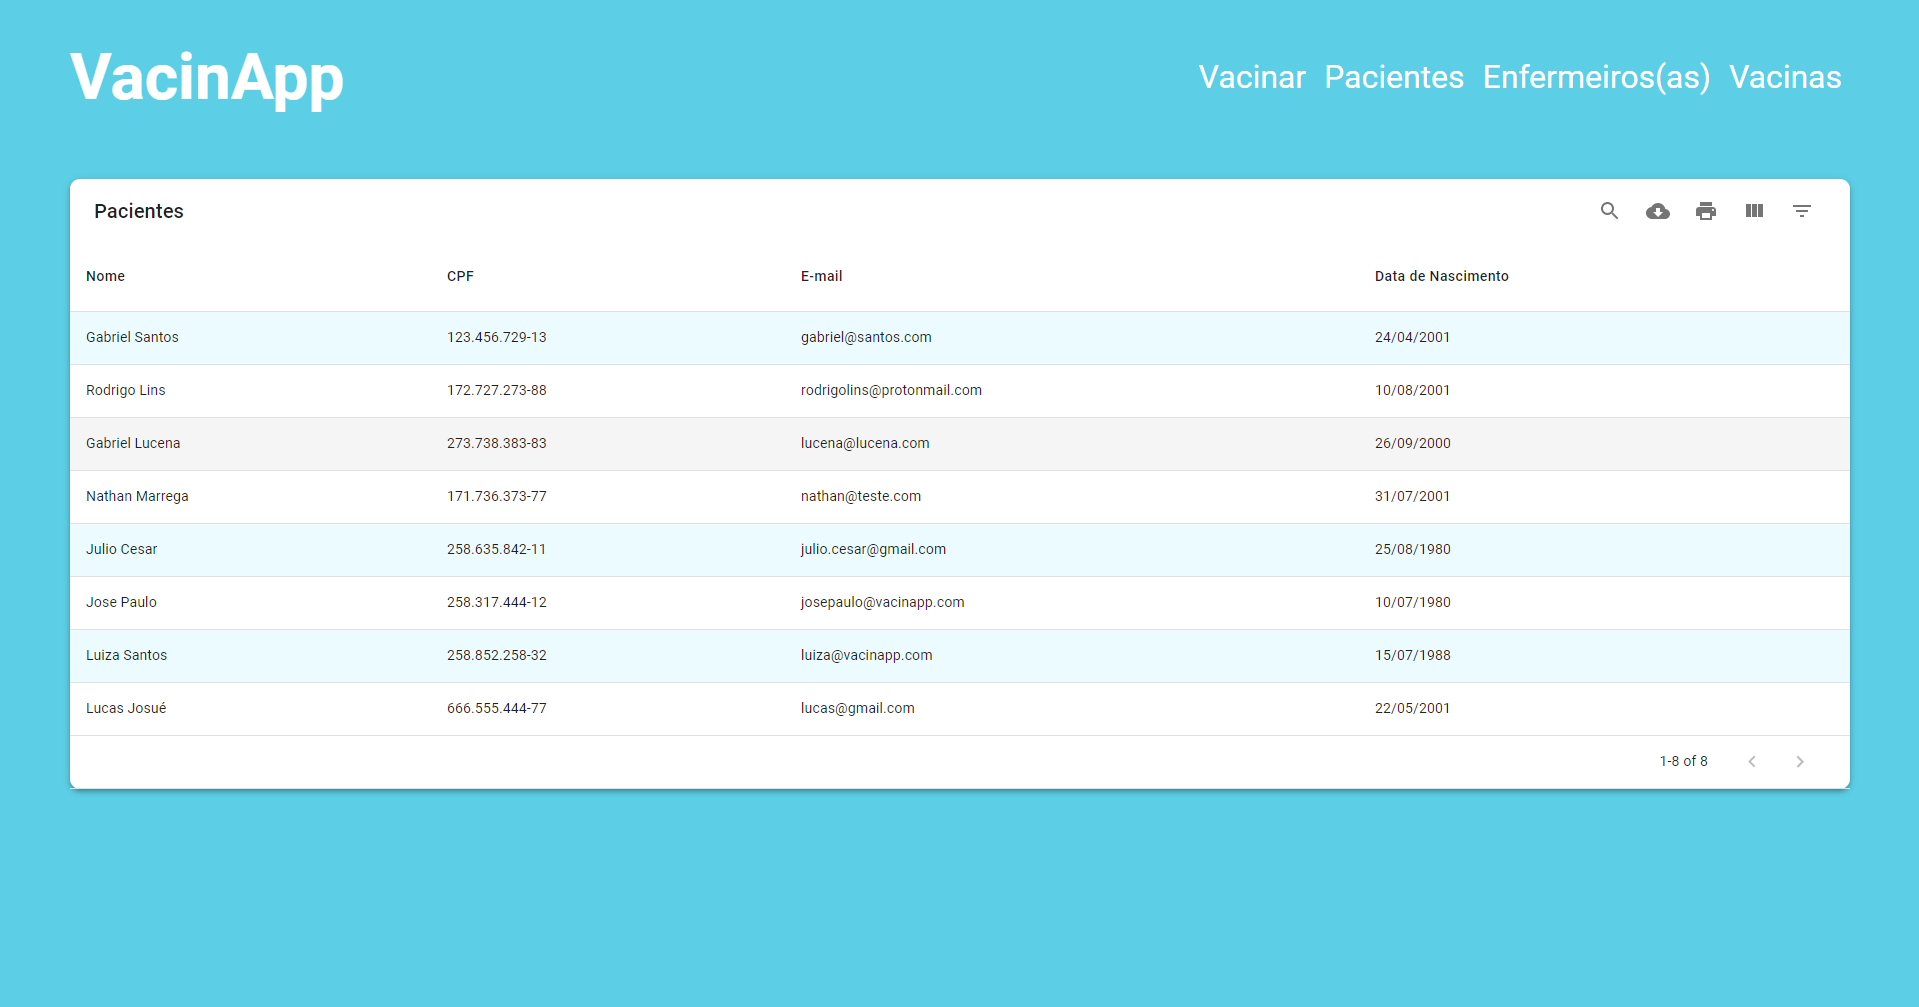 VacinApp
Vacinar Pacientes Enfermeiros(as) Vacinas
Pacientes
Nome CPF E-mail Data de Nascimento
Gabriel Santos 123.456.729-13 gabriel@santos.com 24/04/2001
Rodrigo Lins 172.727.273-88 rodrigolins@protonmail.com 10/08/2001
Gabriel Lucena 273.738.383-83 lucena@lucena.com 26/09/2000
Nathan Marrega 171.736.373-77 nathan@teste.com 31/07/2001
Julio Cesar 258.635.842-11 julio.cesar@gmail.com 25/08/1980
Jose Paulo 258.317.444-12 josepaulo@vacinapp.com 10/07/1980
Luiza Santos 258.852.258-32 luiza@vacinapp.com 15/07/1988
Lucas Josué 666.555.444-77 lucas@gmail.com 22/05/2001
1-8 of 8